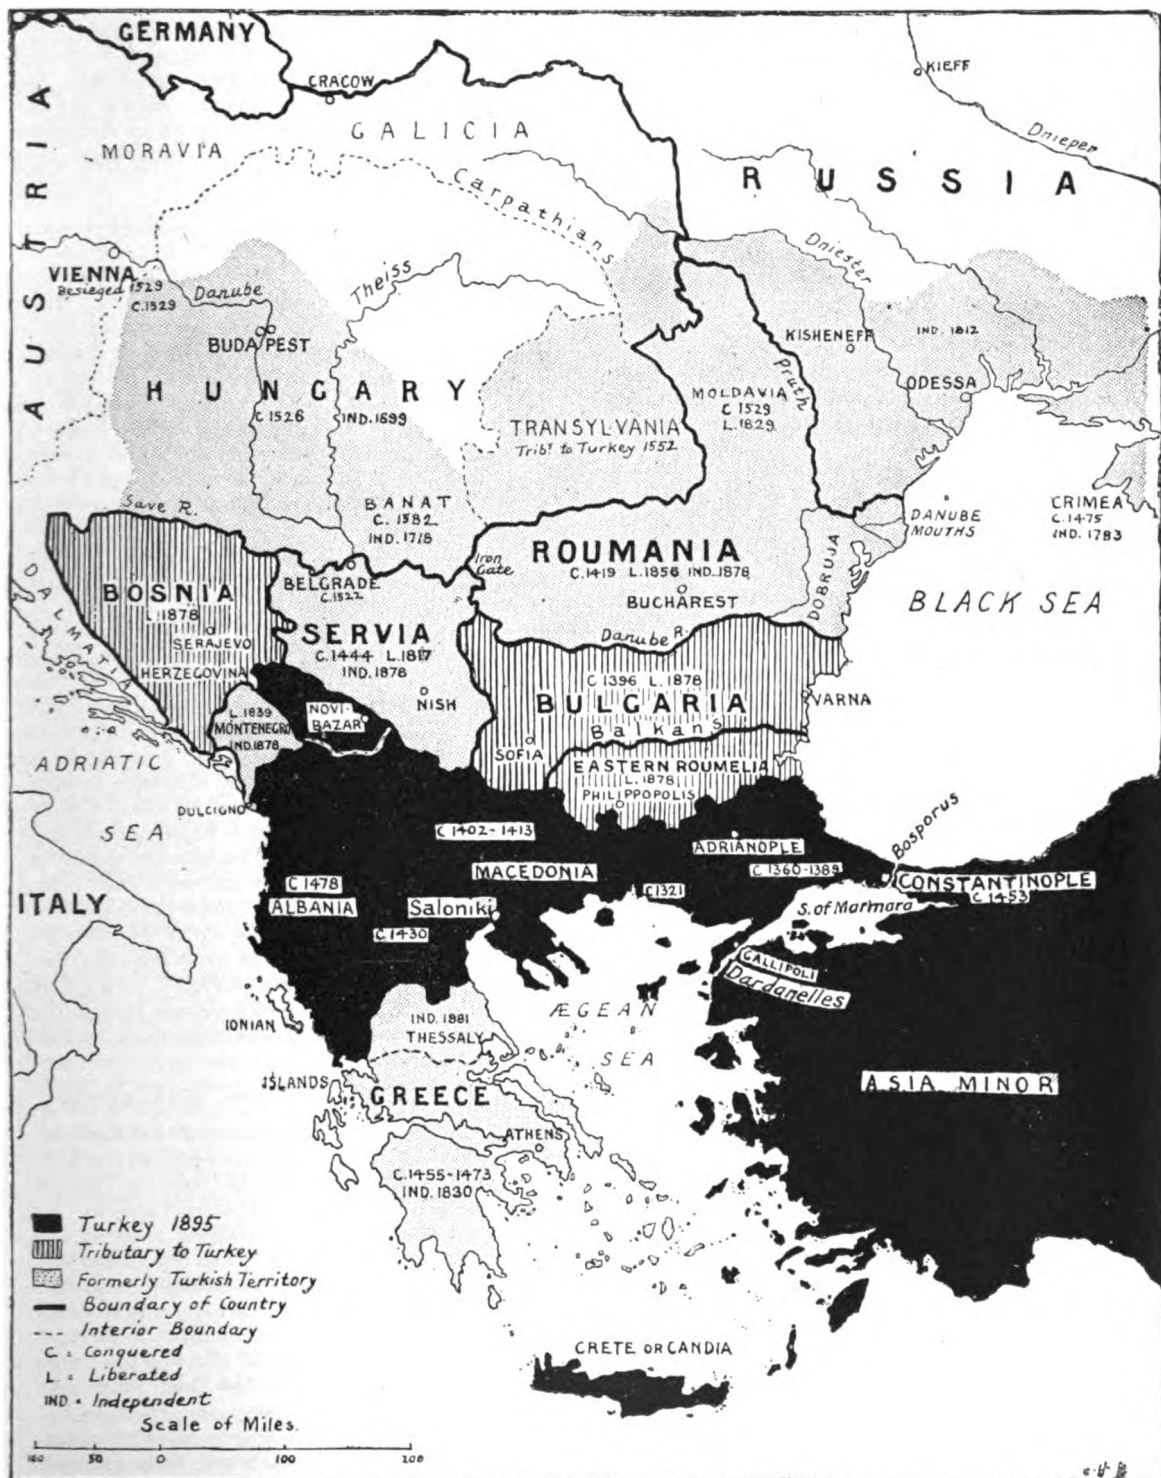 GERMANY
CRACOW
KIEFF
Dnieper
AUSTRIA
MORAVIA
GALICIA
Carpathians
RUSSIA
Dniester
VIENNA
Besieged 1529
C. 1529
Danube
Theiss
BUDAPEST
KISHENEFF
IND. 1812
ODESSA
HUNGARY
C 1526
IND. 1699
Pruth
MOLDAVIA
C 1529
L. 1829
TRANSYLVANIA
Tribt. to Turkey 1552
Save R.
BANAT
C. 1582
IND. 1718
DANUBE
MOUTHS
CRIMEA
C. 1475
IND. 1783
Iron
Gate
ROUMANIA
C. 1419 L. 1856 IND. 1878
BUCHAREST
DOBRUJA
BLACK SEA
DALMATIA
BOSNIA
L. 1878
SERAJEVO
HERZEGOVINA
BELGRADE
C. 1522
SERVIA
C. 1444 L. 1817
IND. 1878
NISH
Danube R.
C 1396 L. 1878
BULGARIA
Balkans
VARNA
L. 1839
MONTENEGRO
IND. 1878
NOVI-
BAZAR
SOFIA
EASTERN ROUMELIA
L. 1878
PHILIPPOPOLIS
ADRIATIC
SEA
DULCIGNO
Bosporus
C 1402-1413
ADRIANOPLE
C 1360-1389
MACEDONIA
C 1321
CONSTANTINOPLE
C. 1453
C 1478
ALBANIA
Saloniki
C. 1430
S. of Marmara
GALLIPOLI
Dardanelles
ITALY
IONIAN
ISLANDS
IND. 1881
THESSALY
ÆGEAN
SEA
GREECE
ASIA MINOR
ATHENS
C. 1455-1473
IND. 1830
CRETE OR CANDIA
Turkey 1895
Tributary to Turkey
Formerly Turkish Territory
Boundary of Country
Interior Boundary
C = Conquered
L = Liberated
IND = Independent
Scale of Miles.
50 0 100